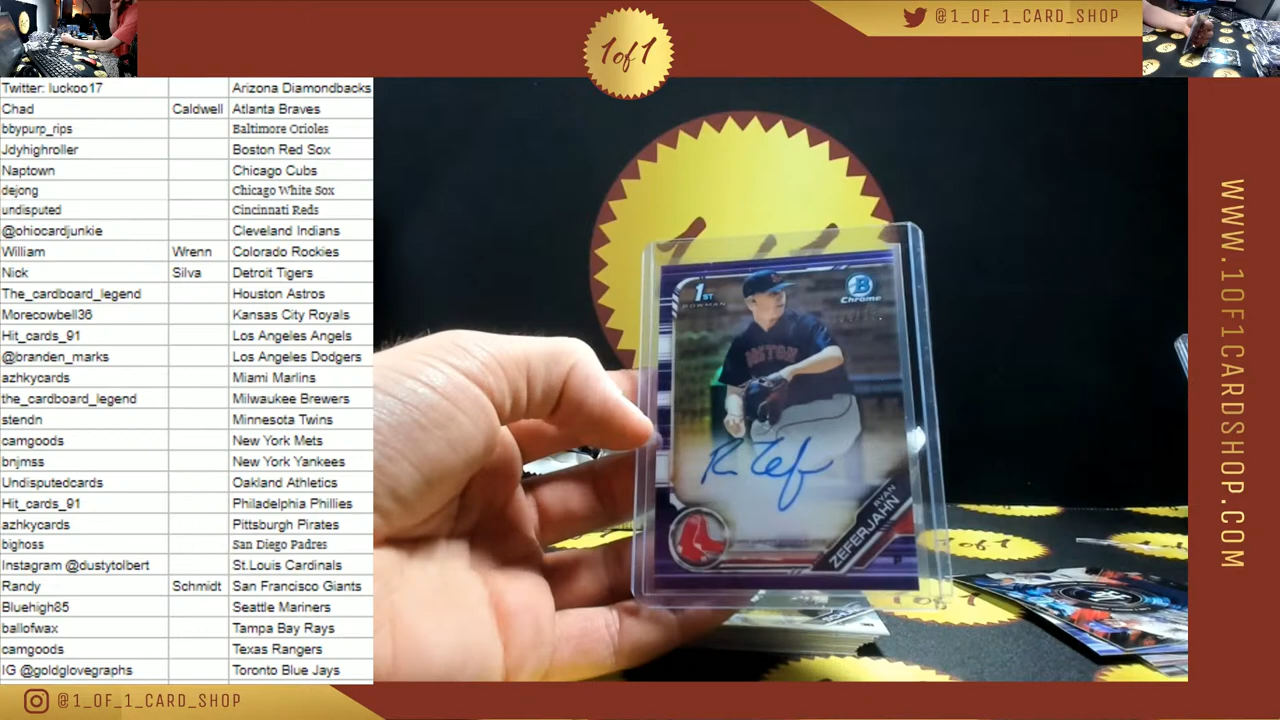 @1_OF_1_CARD_SHOP
1of1
Twitter: luckoo17 Arizona Diamondbacks
Chad Caldwell Atlanta Braves
bbypurp_rips Baltimore Orioles
Jdyhighroller Boston Red Sox
Naptown Chicago Cubs
dejong Chicago White Sox
undisputed Cincinnati Reds
@ohiocardjunkie Cleveland Indians
William Wrenn Colorado Rockies
Nick Silva Detroit Tigers
The_cardboard_legend Houston Astros
Morecowbell36 Kansas City Royals
Hit_cards_91 Los Angeles Angels
@branden_marks Los Angeles Dodgers
azhkycards Miami Marlins
the_cardboard_legend Milwaukee Brewers
stendn Minnesota Twins
camgoods New York Mets
bnjmss New York Yankees
Undisputedcards Oakland Athletics
Hit_cards_91 Philadelphia Phillies
azhkycards Pittsburgh Pirates
bighoss San Diego Padres
Instagram @dustytolbert St.Louis Cardinals
Randy Schmidt San Francisco Giants
Bluehigh85 Seattle Mariners
ballofwax Tampa Bay Rays
camgoods Texas Rangers
IG @goldglovegraphs Toronto Blue Jays
1ST
BOWMAN
B
Chrome
BOSTON
RYAN
ZEFERJAHN
P
1of1
WWW.1OF1CARDSHOP.COM
@1_OF_1_CARD_SHOP